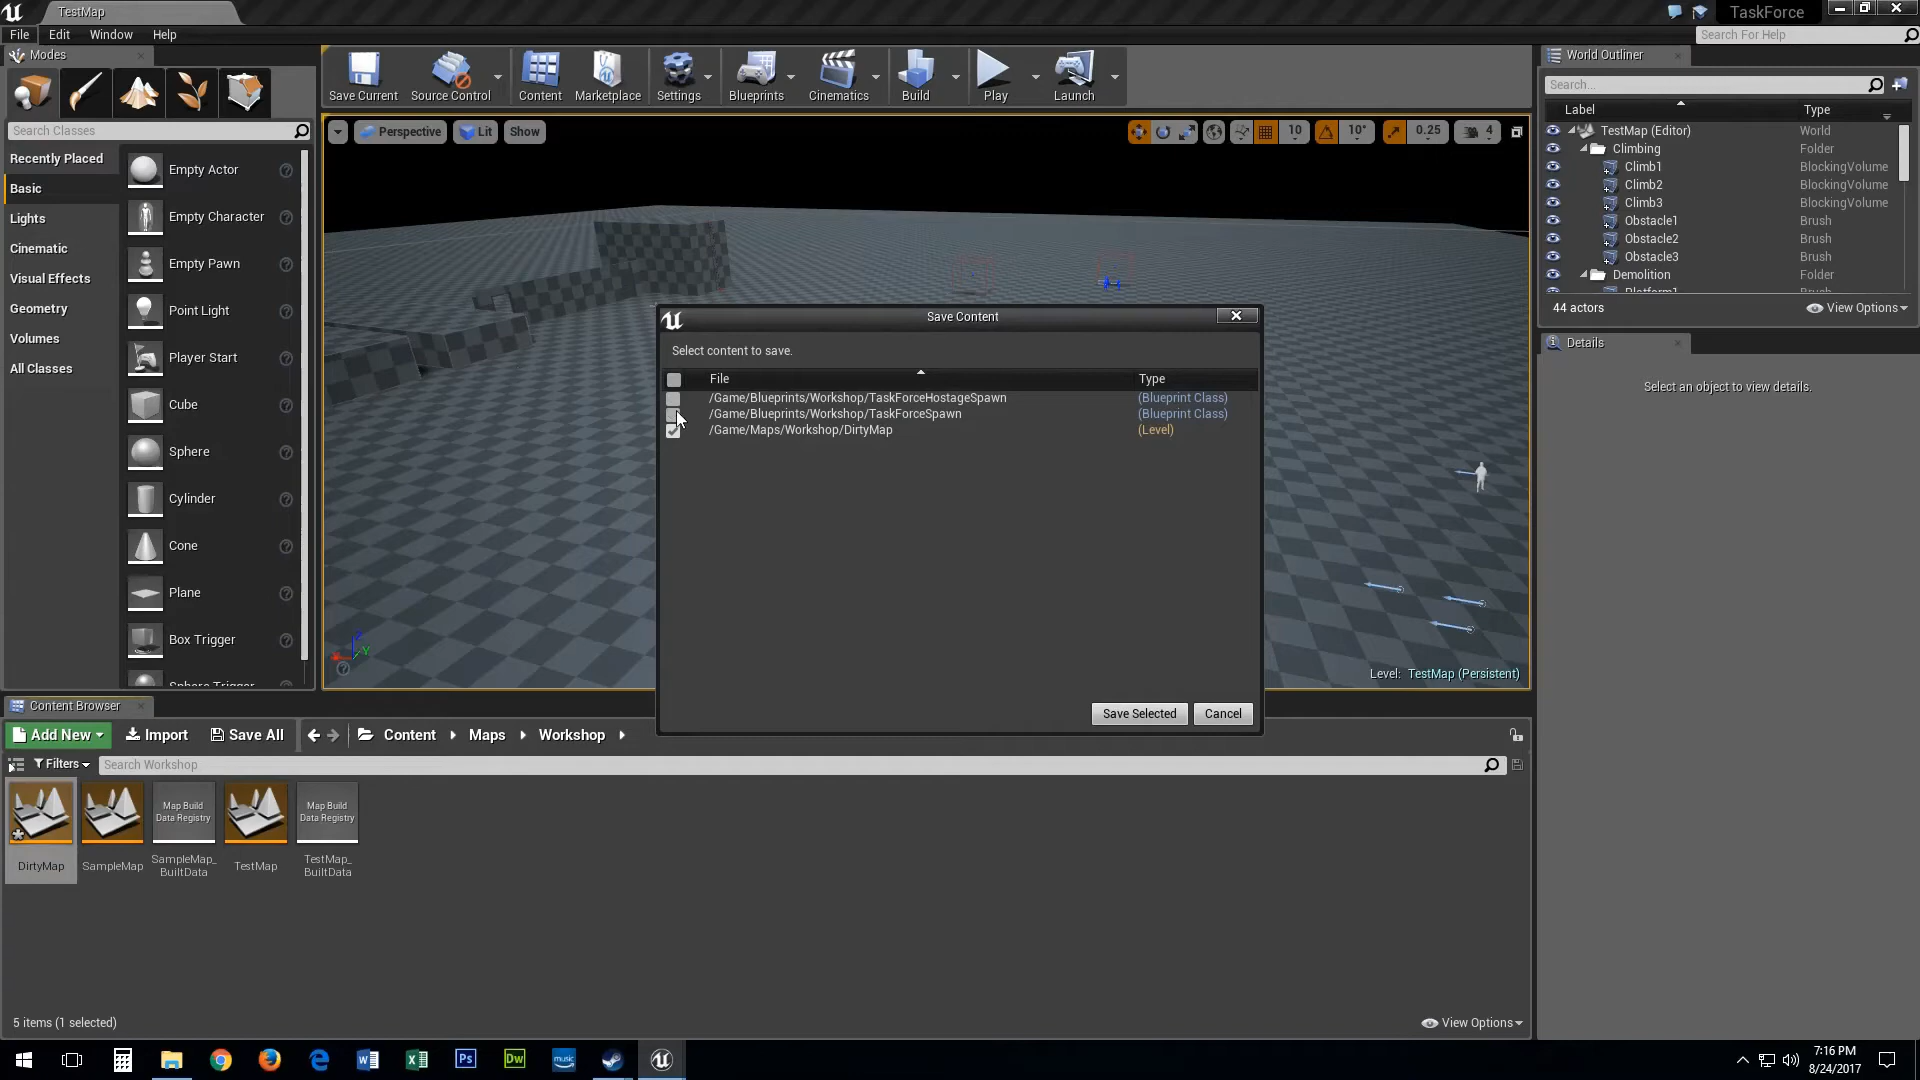 TestMap
TaskForce
File Edit Window Help
Search For Help
Modes
Search Classes
Recently Placed
Basic
Lights
Cinematic
Visual Effects
Geometry
Volumes
All Classes
Empty Actor
Empty Character
Empty Pawn
Point Light
Player Start
Cube
Sphere
Cylinder
Cone
Plane
Box Trigger
Sphere Trigger
Save Current
Source Control
Content
Marketplace
Settings
Blueprints
Cinematics
Build
Play
Launch
Perspective
Lit
Show
10
10°
0.25
4
Level: TestMap (Persistent)
Save Content
Select content to save.
File Type
/Game/Blueprints/Workshop/TaskForceHostageSpawn (Blueprint Class)
/Game/Blueprints/Workshop/TaskForceSpawn (Blueprint Class)
/Game/Maps/Workshop/DirtyMap (Level)
Save Selected
Cancel
World Outliner
Search...
Label Type
TestMap (Editor) World
Climbing Folder
Climb1 BlockingVolume
Climb2 BlockingVolume
Climb3 BlockingVolume
Obstacle1 Brush
Obstacle2 Brush
Obstacle3 Brush
Demolition Folder
Platform1 Brush
44 actors
View Options
Details
Select an object to view details.
Content Browser
Add New
Import
Save All
Content Maps Workshop
Filters
Search Workshop
DirtyMap
SampleMap
Map Build
Data Registry
SampleMap_
BuiltData
TestMap
Map Build
Data Registry
TestMap_
BuiltData
5 items (1 selected)
View Options
Ps
Dw
music
7:16 PM
8/24/2017